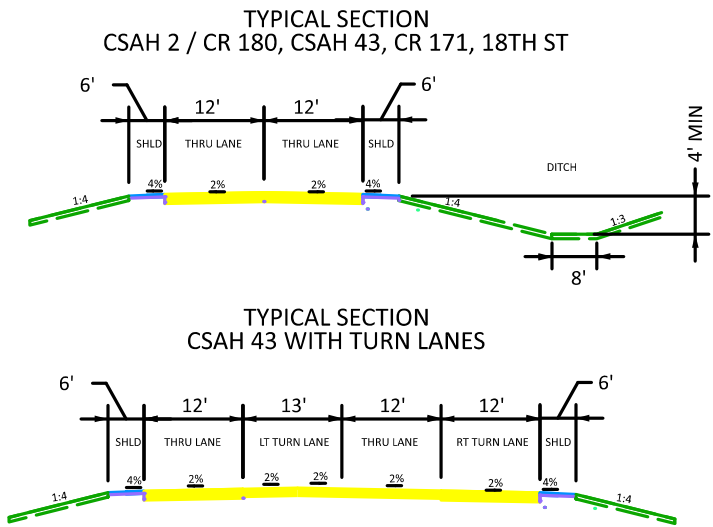 TYPICAL SECTION
CSAH 2 / CR 180, CSAH 43, CR 171, 18TH ST
6' 12' 12' 6'
SHLD THRU LANE THRU LANE SHLD
4' MIN
DITCH
4% 2% 2% 4%
1:4 1:4 1:3
8'
TYPICAL SECTION
CSAH 43 WITH TURN LANES
6' 12' 13' 12' 12' 6'
SHLD THRU LANE LT TURN LANE THRU LANE RT TURN LANE SHLD
4% 2% 2% 2% 2% 2% 4%
1:4 1:4